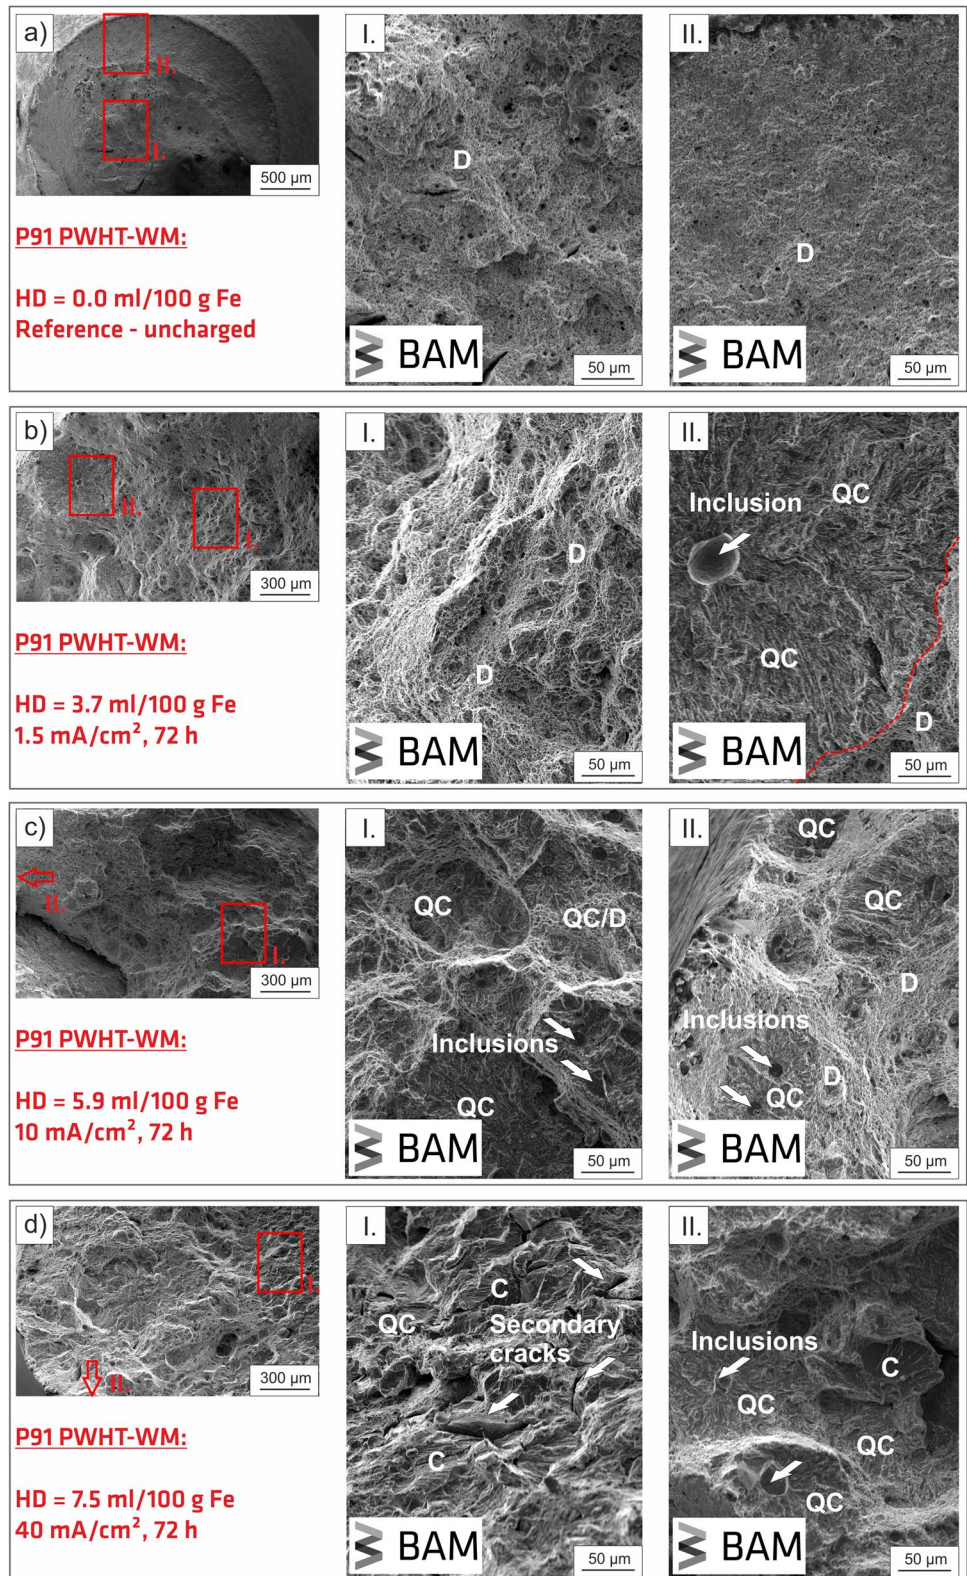 a)
II.
I.
500 µm
P91 PWHT-WM:
HD = 0.0 ml/100 g Fe
Reference - uncharged
I.
D
BAM
50 µm
II.
D
BAM
50 µm
b)
II.
I.
300 µm
P91 PWHT-WM:
HD = 3.7 ml/100 g Fe
1.5 mA/cm², 72 h
I.
D
D
BAM
50 µm
II.
QC
Inclusion
QC
D
BAM
50 µm
c)
II.
I.
300 µm
P91 PWHT-WM:
HD = 5.9 ml/100 g Fe
10 mA/cm², 72 h
I.
QC
QC/D
Inclusions
QC
BAM
50 µm
II.
QC
QC
D
Inclusions
D
QC
BAM
50 µm
d)
I.
II.
300 µm
P91 PWHT-WM:
HD = 7.5 ml/100 g Fe
40 mA/cm², 72 h
I.
C
QC
Secondary
cracks
C
BAM
50 µm
II.
Inclusions
C
QC
QC
QC
BAM
50 µm